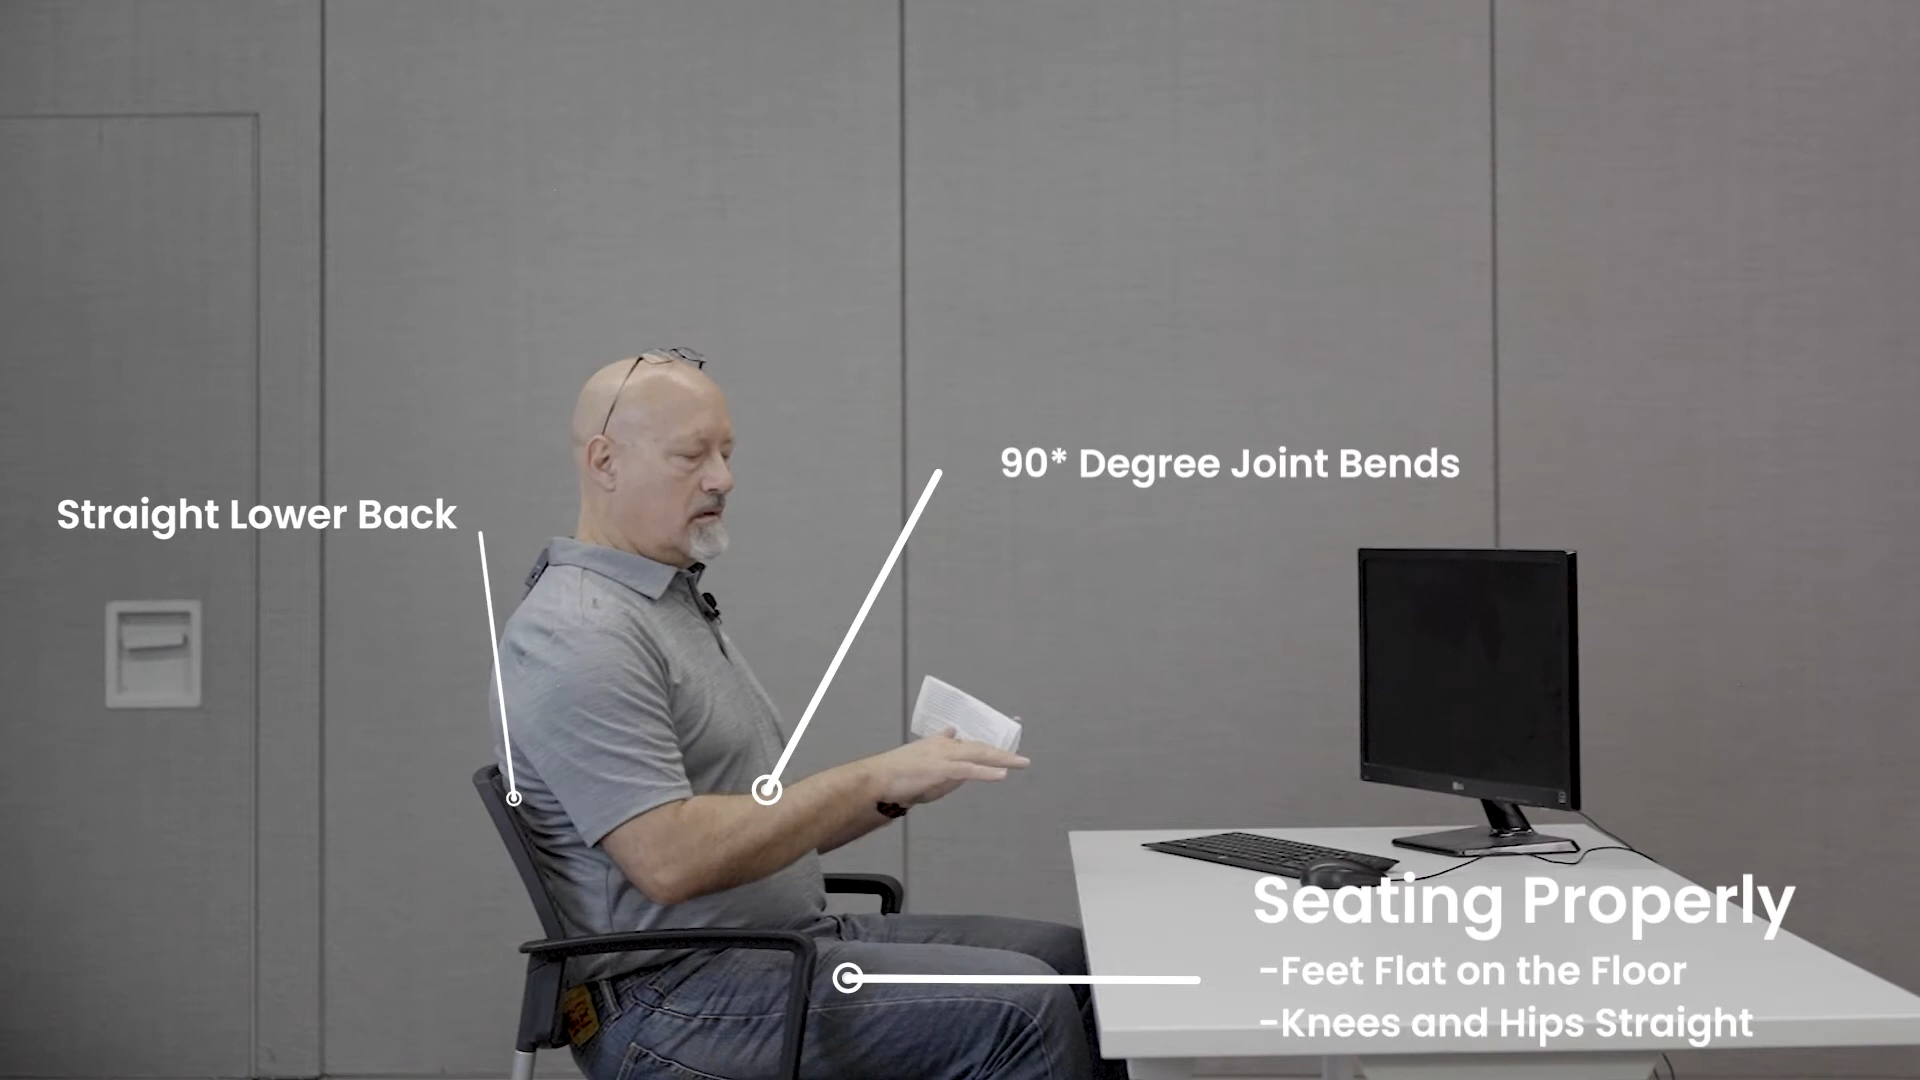 90* Degree Joint Bends
Straight Lower Back
Seating Properly
-Feet Flat on the Floor
-Knees and Hips Straight